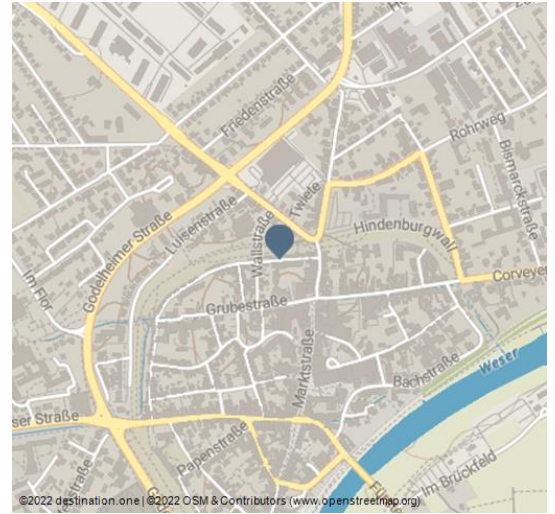 Friedenstraße
Rohrweg
Bismarckstraße
Twiete
Luisenstraße
Wallstraße
Hindenburgwall
Godelheimer Straße
Im Flor
Corveyer
Grubestraße
Marktstraße
Bachstraße
Weser
ser Straße
Papenstraße
Im Brückfeld
©2022 destination.one | ©2022 OSM & Contributors (www.openstreetmap.org)